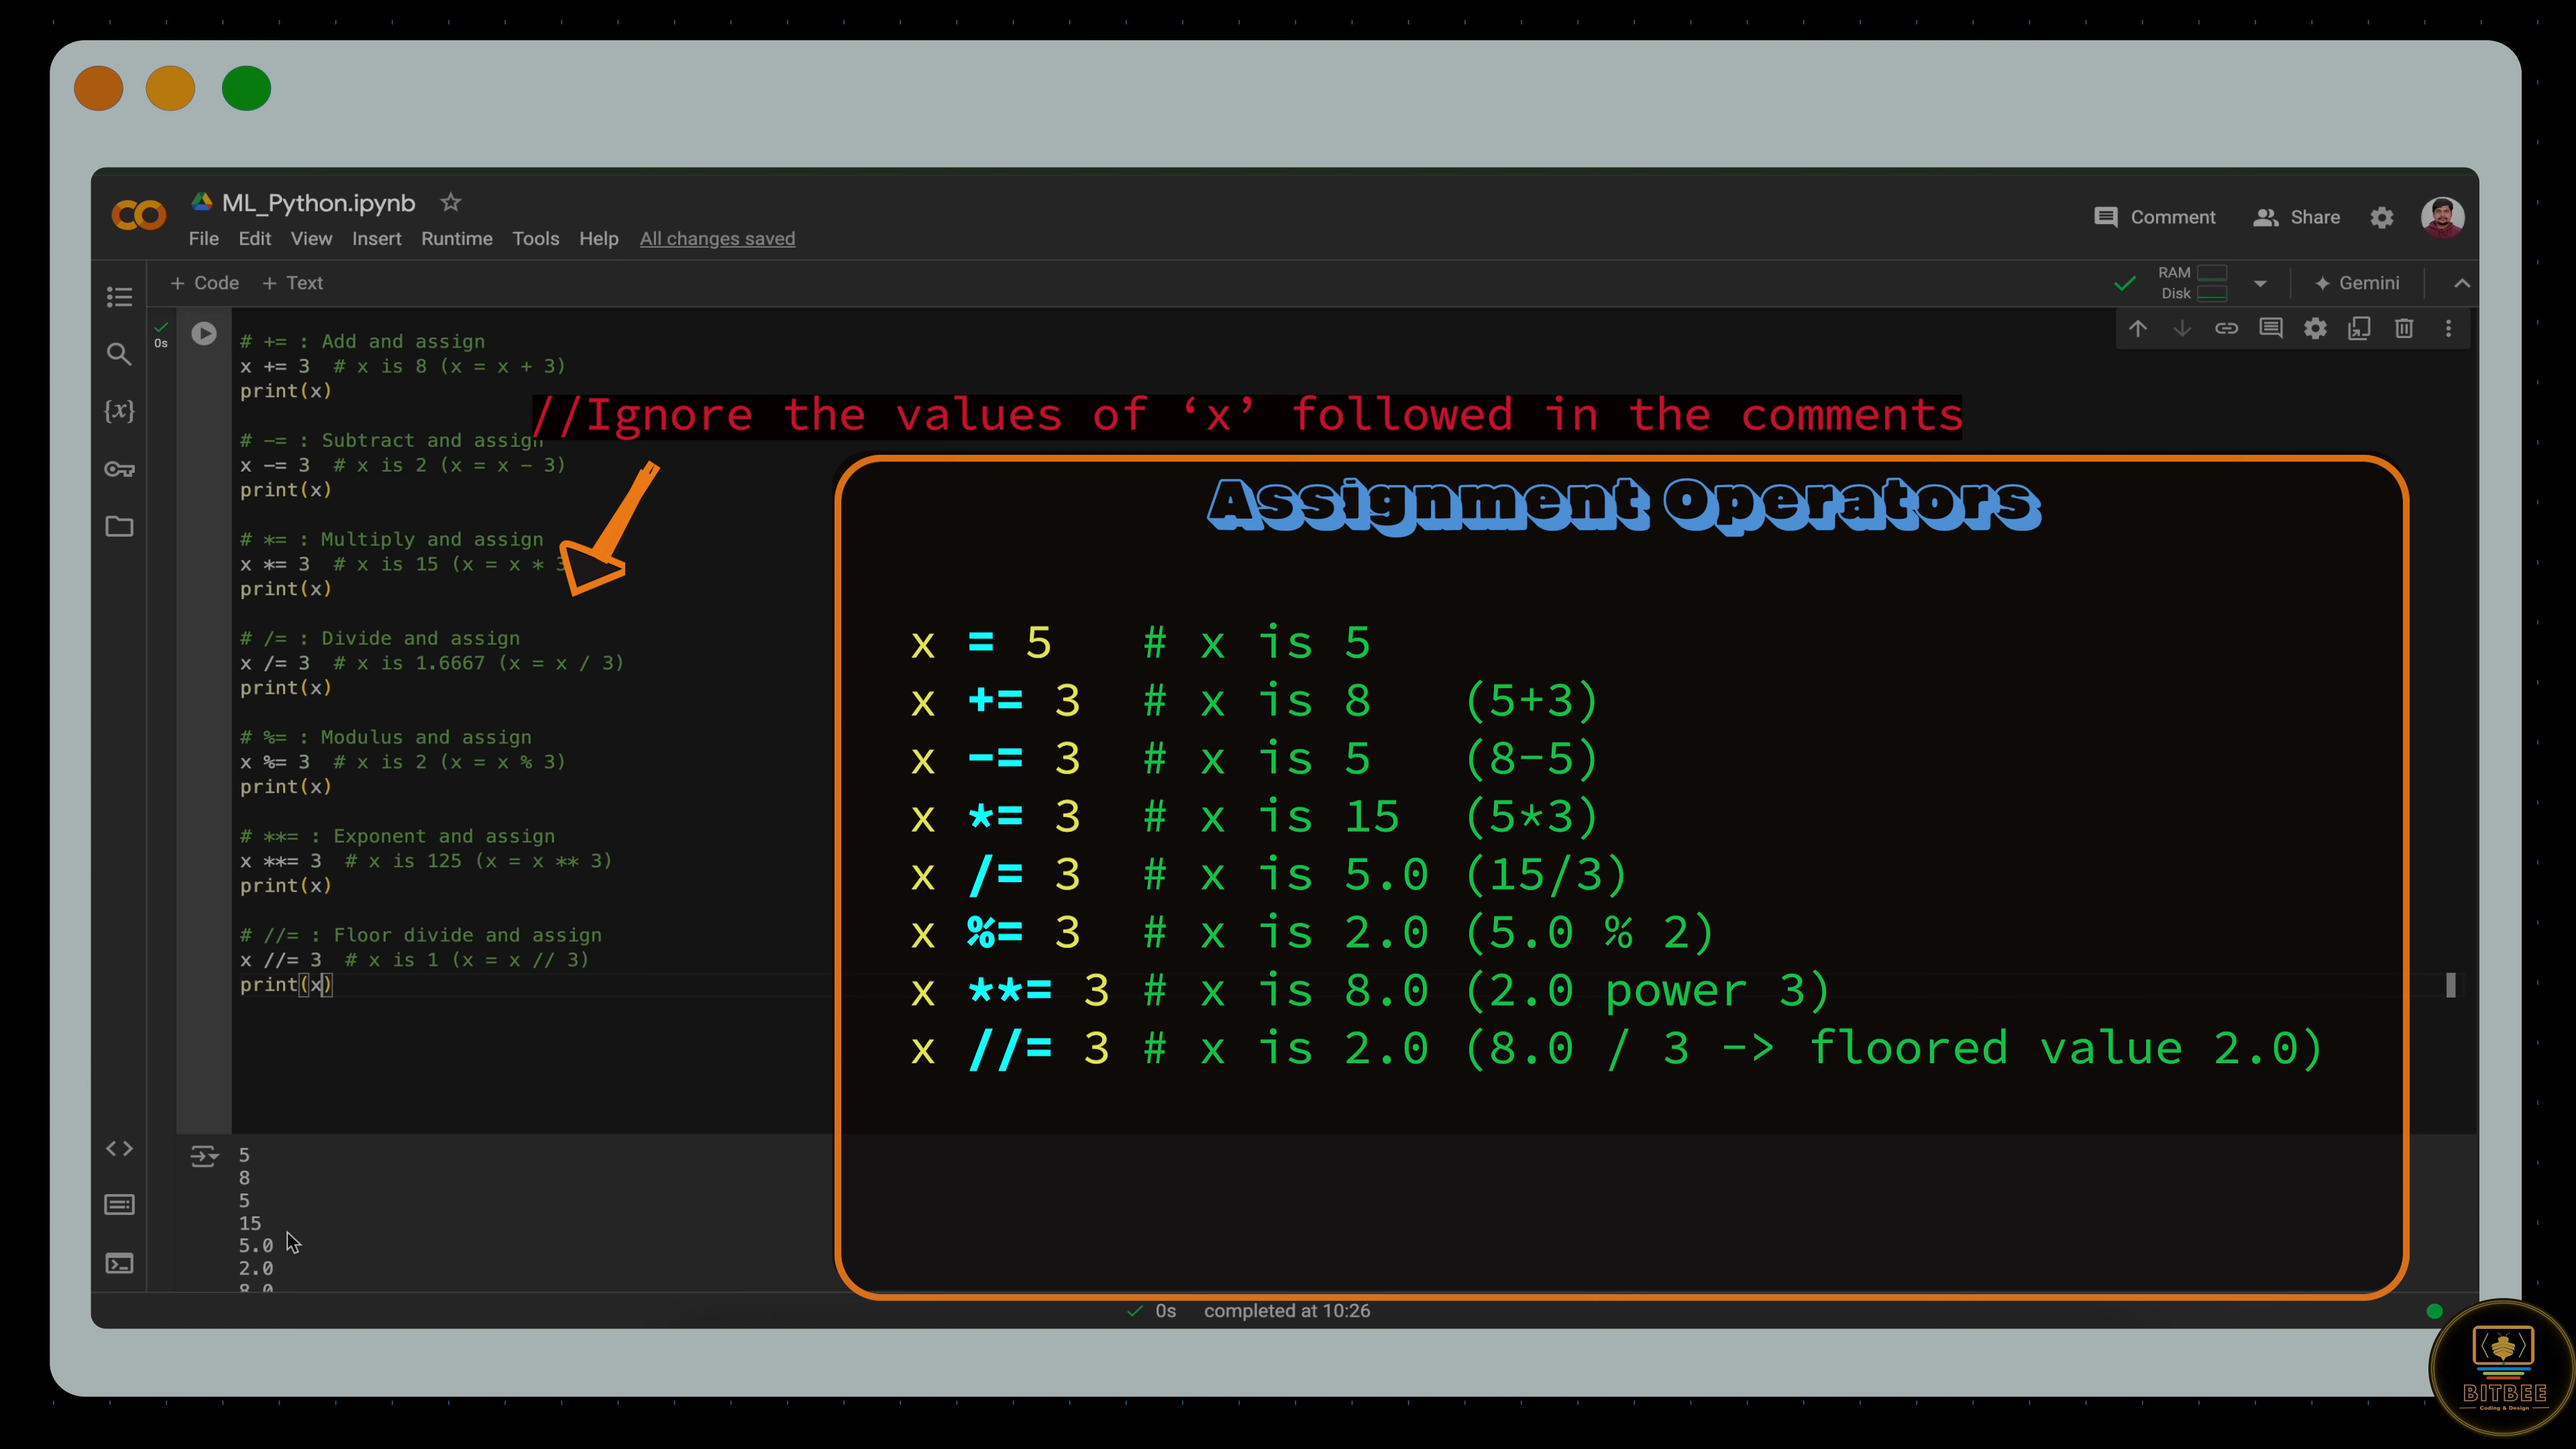 ML_Python.ipynb
File Edit View Insert Runtime Tools Help All changes saved
Comment Share
+ Code + Text
RAM
Disk
Gemini
0s
# += : Add and assign
x += 3  # x is 8 (x = x + 3)
print(x)
//Ignore the values of ‘x’ followed in the comments
# -= : Subtract and assign
x -= 3  # x is 2 (x = x - 3)
print(x)
# *= : Multiply and assign
x *= 3  # x is 15 (x = x * 3
print(x)
# /= : Divide and assign
x /= 3  # x is 1.6667 (x = x / 3)
print(x)
# %= : Modulus and assign
x %= 3  # x is 2 (x = x % 3)
print(x)
# **= : Exponent and assign
x **= 3  # x is 125 (x = x ** 3)
print(x)
# //= : Floor divide and assign
x //= 3  # x is 1 (x = x // 3)
print(x)
Assignment Operators
x = 5 # x is 5
x += 3 # x is 8 (5+3)
x -= 3 # x is 5 (8-5)
x *= 3 # x is 15 (5*3)
x /= 3 # x is 5.0 (15/3)
x %= 3 # x is 2.0 (5.0 % 2)
x **= 3 # x is 8.0 (2.0 power 3)
x //= 3 # x is 2.0 (8.0 / 3 -> floored value 2.0)
5
8
5
15
5.0
2.0
8.0
0s completed at 10:26
BITBEE
Coding & Design